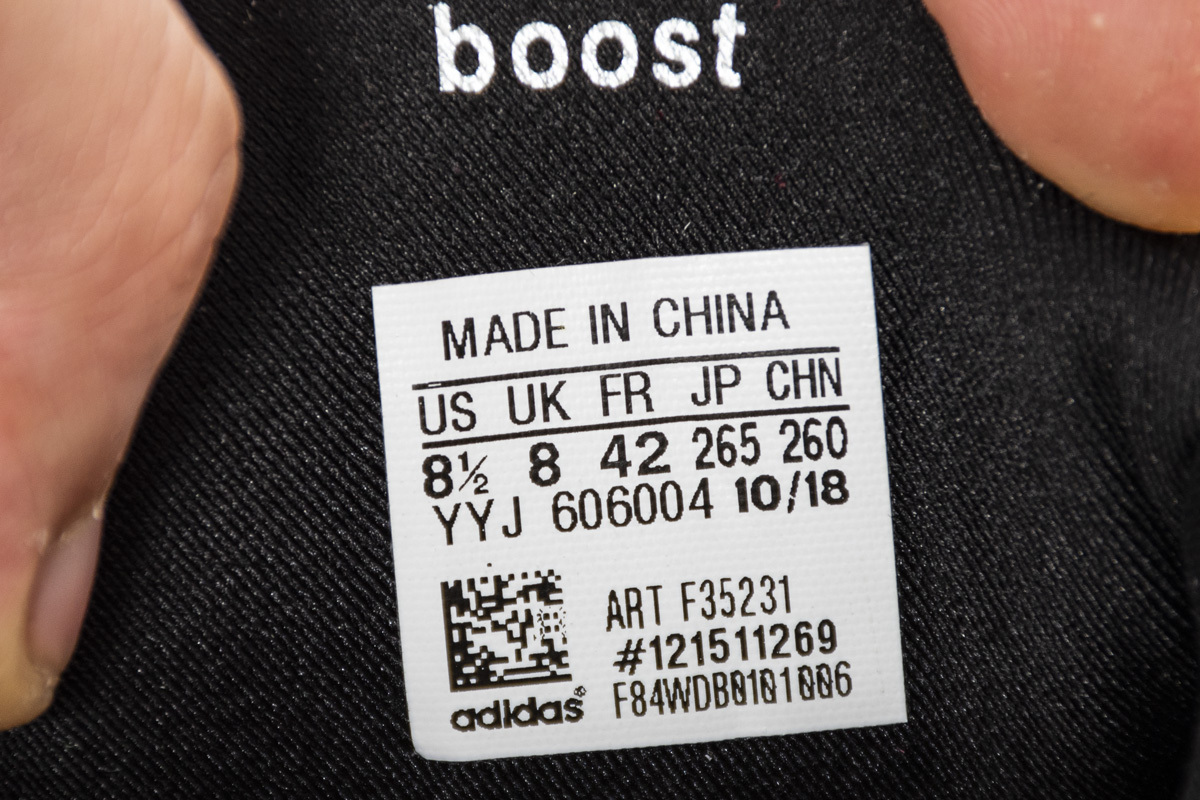 boost
MADE IN CHINA
US UK FR JP CHN
8½ 8 42 265 260
YYJ 606004 10/18
ART F35231
#121511269
adidas® F84WDB0101006